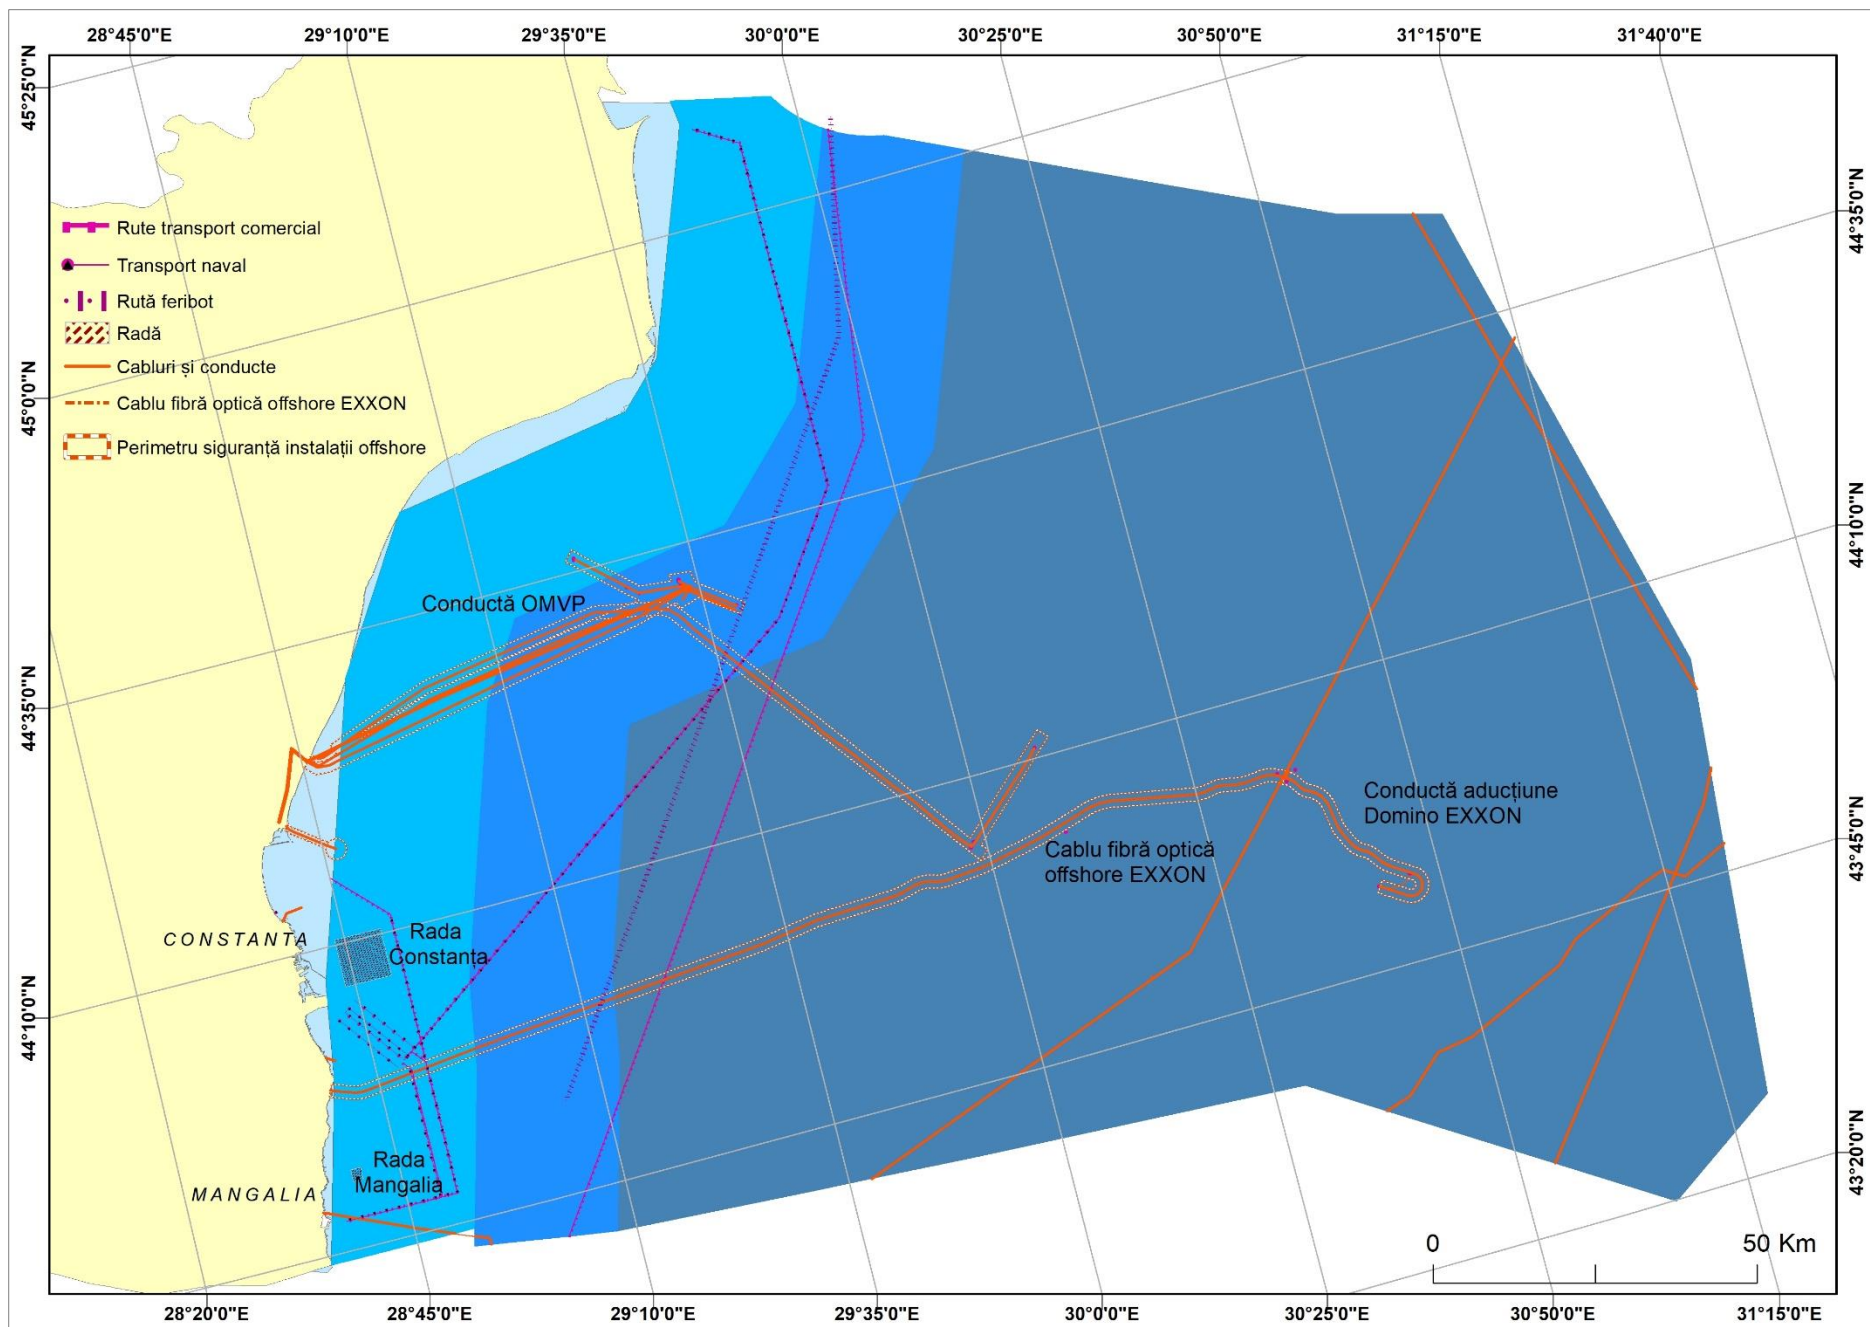 28°45'0"E 29°10'0"E 29°35'0"E 30°0'0"E 30°25'0"E 30°50'0"E 31°15'0"E 31°40'0"E
45°25'0"N
45°0'0"N
44°35'0"N
44°10'0"N
44°35'0"N
44°10'0"N
43°45'0"N
43°20'0"N
Rute transport comercial
Transport naval
Rută feribot
Radă
Cabluri și conducte
Cablu fibră optică offshore EXXON
Perimetru siguranță instalații offshore
Conductă OMVP
Conductă aducțiune
Domino EXXON
Cablu fibră optică
offshore EXXON
CONSTANTA
Rada
Constanța
Rada
Mangalia
MANGALIA
0 50 Km
28°20'0"E 28°45'0"E 29°10'0"E 29°35'0"E 30°0'0"E 30°25'0"E 30°50'0"E 31°15'0"E